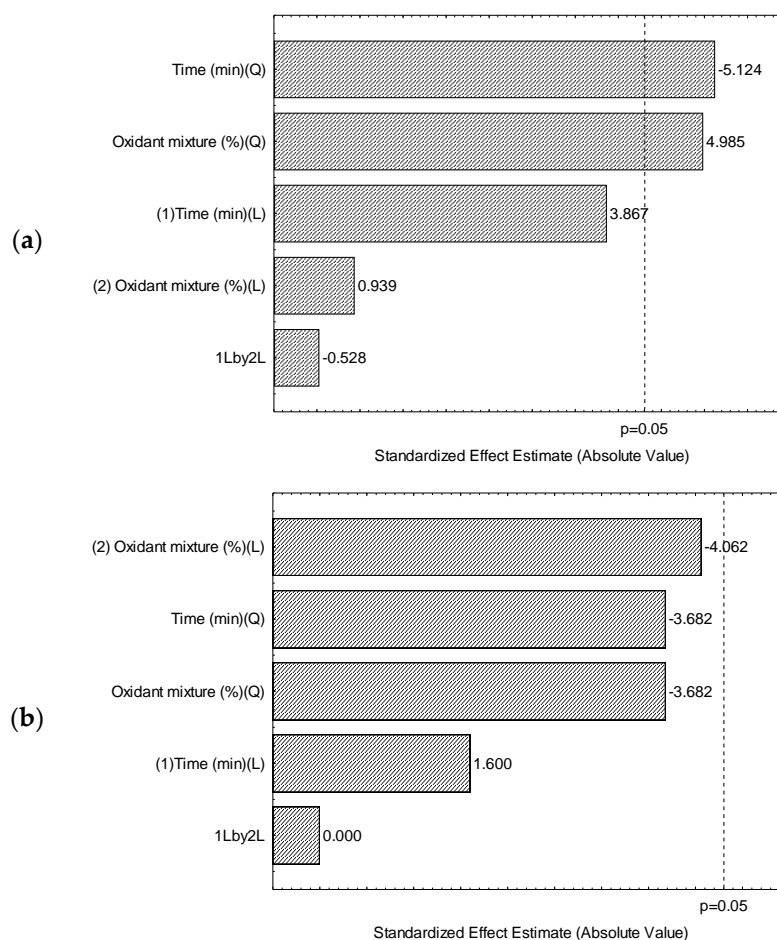 (a)
Time (min)(Q)
-5.124
Oxidant mixture (%)(Q)
4.985
(1)Time (min)(L)
3.867
(2) Oxidant mixture (%)(L)
0.939
1Lby2L
-0.528
p=0.05
Standardized Effect Estimate (Absolute Value)
(b)
(2) Oxidant mixture (%)(L)
-4.062
Time (min)(Q)
-3.682
Oxidant mixture (%)(Q)
-3.682
(1)Time (min)(L)
1.600
1Lby2L
0.000
p=0.05
Standardized Effect Estimate (Absolute Value)